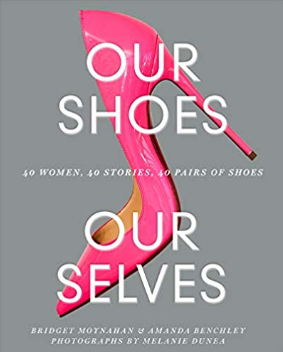 OUR
SHOES
40 WOMEN, 40 STORIES, 40 PAIRS OF SHOES
OUR
SELVES
BRIDGET MOYNAHAN & AMANDA BENCHLEY
PHOTOGRAPHS BY MELANIE DUNEA